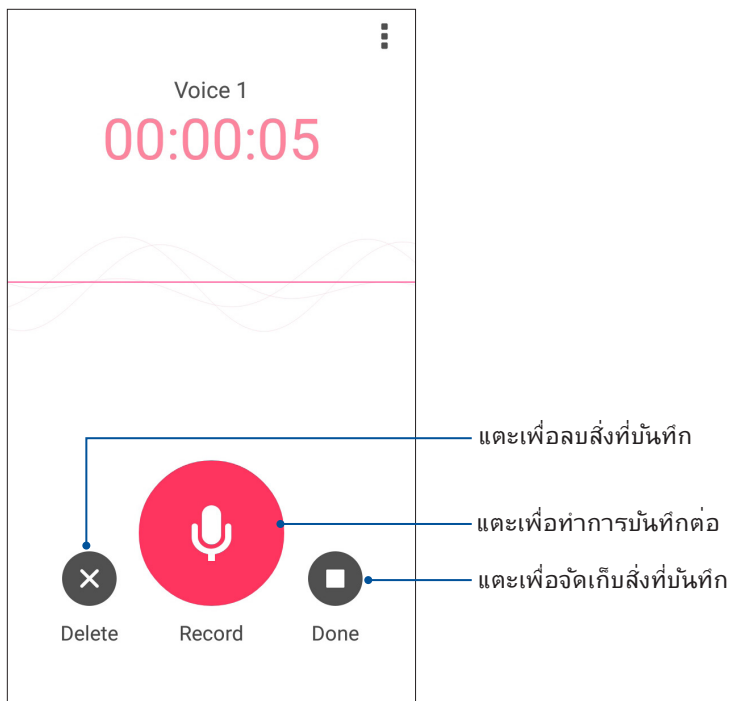 Voice 1
00:00:05
แตะเพื่อลบสิ่งที่บันทึก
แตะเพื่อทำการบันทึกต่อ
แตะเพื่อจัดเก็บสิ่งที่บันทึก
Delete
Record
Done